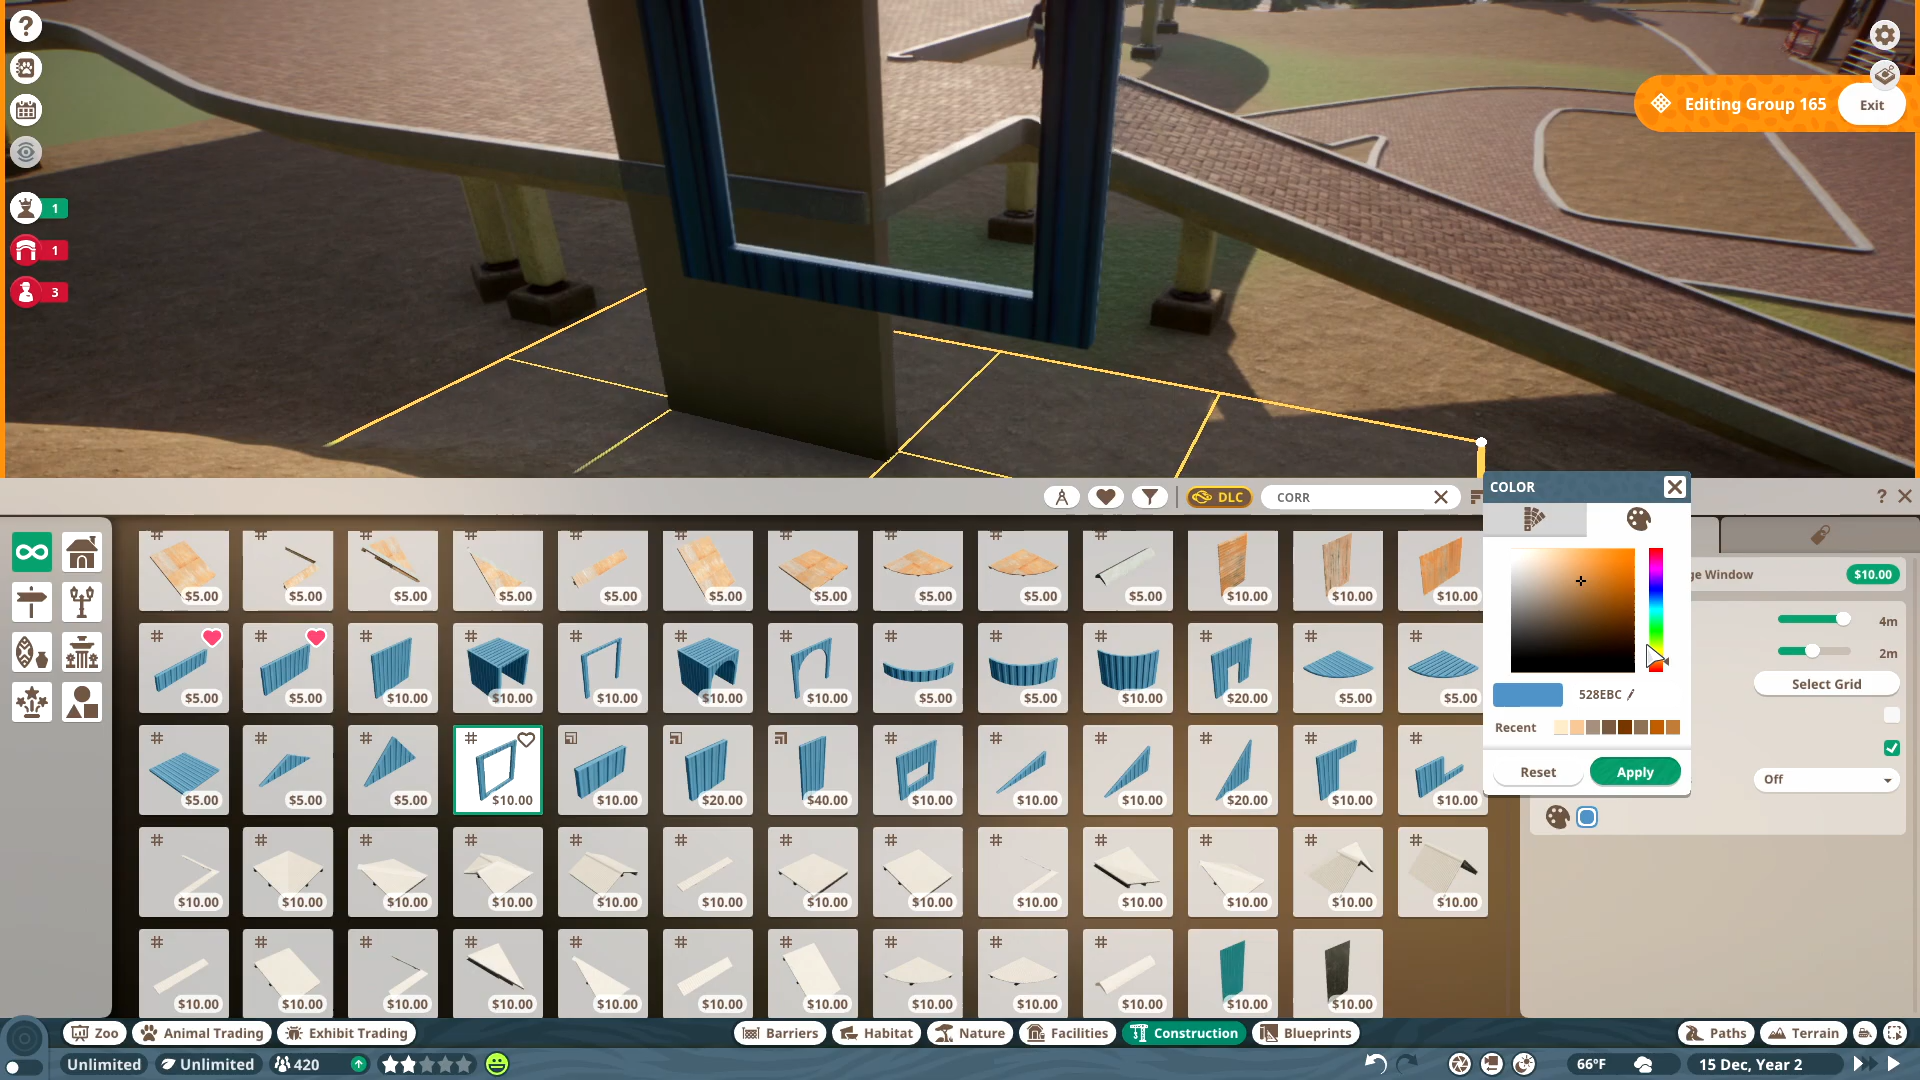 ?
Editing Group 165
Exit
1
1
3
DLC
CORR
?
COLOR
ge Window
$10.00
4m
2m
Select Grid
Off
528EBC
Recent
Reset
Apply
$5.00 $5.00 $5.00 $5.00 $5.00 $5.00 $5.00 $5.00 $5.00 $5.00 $10.00 $10.00 $10.00
$5.00 $5.00 $10.00 $10.00 $10.00 $10.00 $10.00 $5.00 $5.00 $10.00 $20.00 $5.00 $5.00
$5.00 $5.00 $5.00 $10.00 $10.00 $20.00 $40.00 $10.00 $10.00 $10.00 $20.00 $10.00 $10.00
$10.00 $10.00 $10.00 $10.00 $10.00 $10.00 $10.00 $10.00 $10.00 $10.00 $10.00 $10.00 $10.00
$10.00 $10.00 $10.00 $10.00 $10.00 $10.00 $10.00 $10.00 $10.00 $10.00 $10.00 $10.00
Zoo Animal Trading Exhibit Trading Barriers Habitat Nature Facilities Construction Blueprints Paths Terrain
Unlimited Unlimited 420 66°F 15 Dec, Year 2